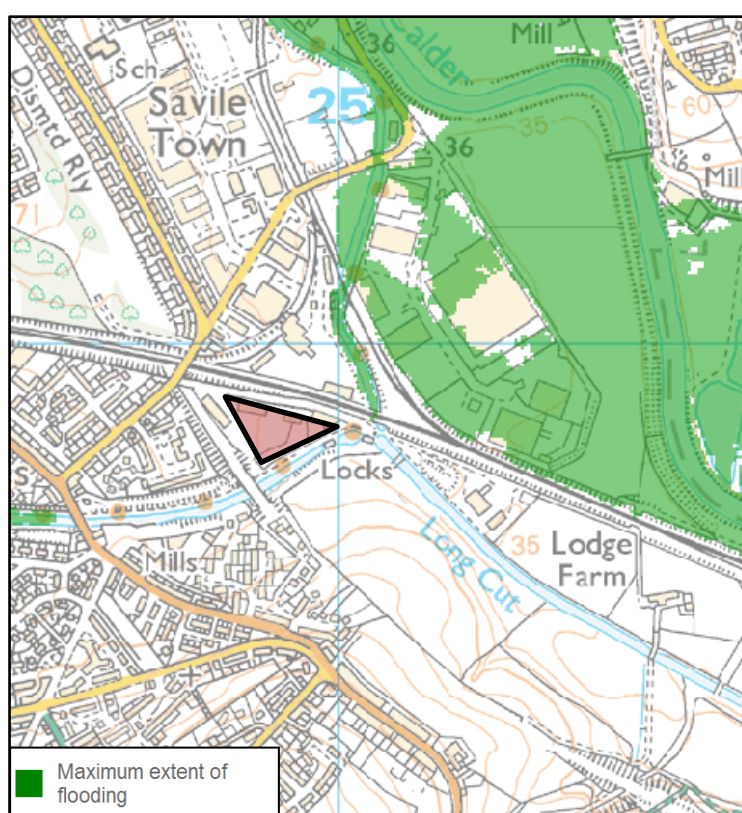 Calder
Mill
36
Sch
Savile
Town
25
60
35
36
Dismtd Rly
Mill
71
Locks
35
Lodge
Farm
Long Cut
Mills
Maximum extent of
flooding